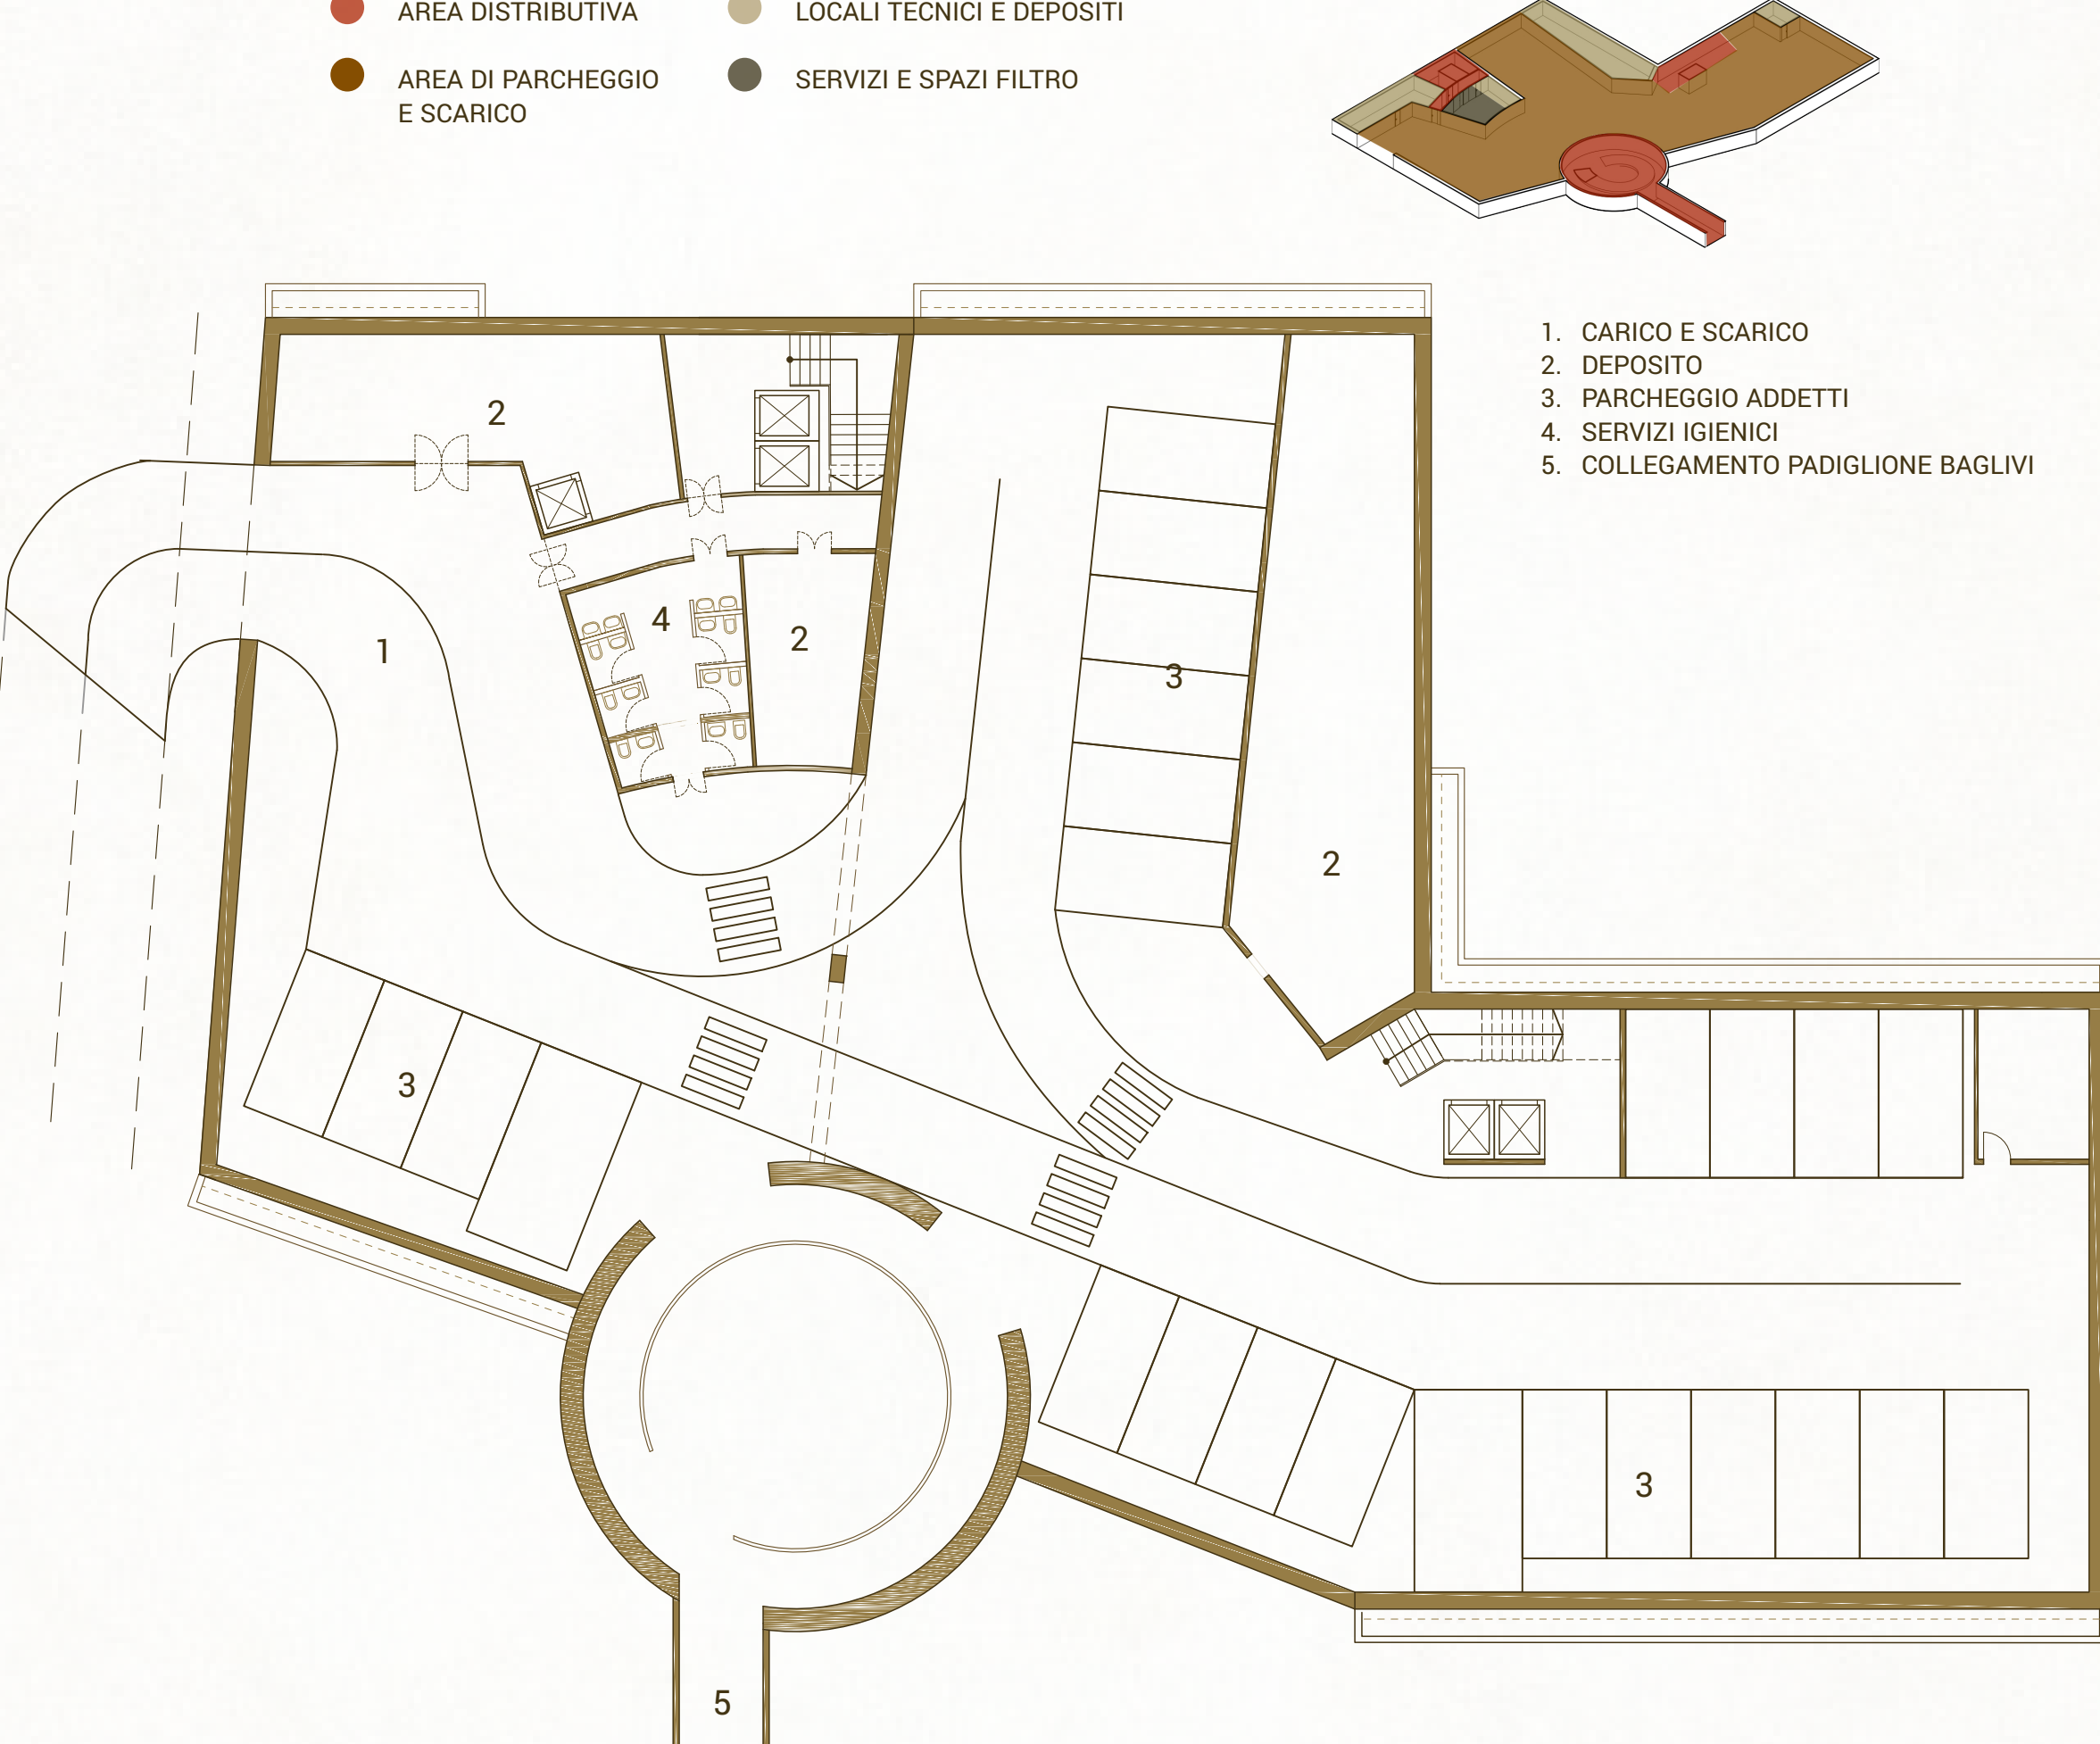 AREA DISTRIBUTIVA
LOCALI TECNICI E DEPOSITI
AREA DI PARCHEGGIO
E SCARICO
SERVIZI E SPAZI FILTRO
1. CARICO E SCARICO
2. DEPOSITO
3. PARCHEGGIO ADDETTI
4. SERVIZI IGIENICI
5. COLLEGAMENTO PADIGLIONE BAGLIVI
2
4
2
1
3
2
3
3
5